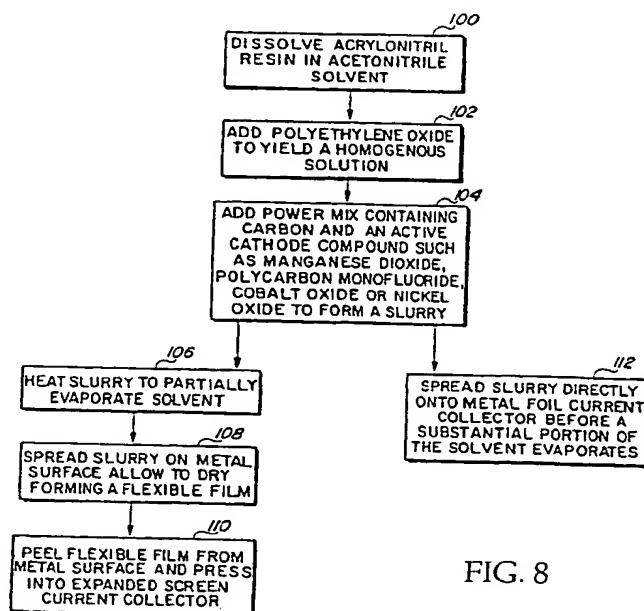 100
DISSOLVE ACRYLONITRIL
RESIN IN ACETONITRILE
SOLVENT
102
ADD POLYETHYLENE OXIDE
TO YIELD A HOMOGENOUS
SOLUTION
104
ADD POWER MIX CONTAINING
CARBON AND AN ACTIVE
CATHODE COMPOUND SUCH
AS MANGANESE DIOXIDE,
POLYCARBON MONOFLUORIDE,
COBALT OXIDE OR NICKEL
OXIDE TO FORM A SLURRY
106
HEAT SLURRY TO PARTIALLY
EVAPORATE SOLVENT
108
SPREAD SLURRY ON METAL
SURFACE ALLOW TO DRY
FORMING A FLEXIBLE FILM
110
PEEL FLEXIBLE FILM FROM
METAL SURFACE AND PRESS
INTO EXPANDED SCREEN
CURRENT COLLECTOR
112
SPREAD SLURRY DIRECTLY
ONTO METAL FOIL CURRENT
COLLECTOR BEFORE A
SUBSTANTIAL PORTION OF
THE SOLVENT EVAPORATES
FIG. 8